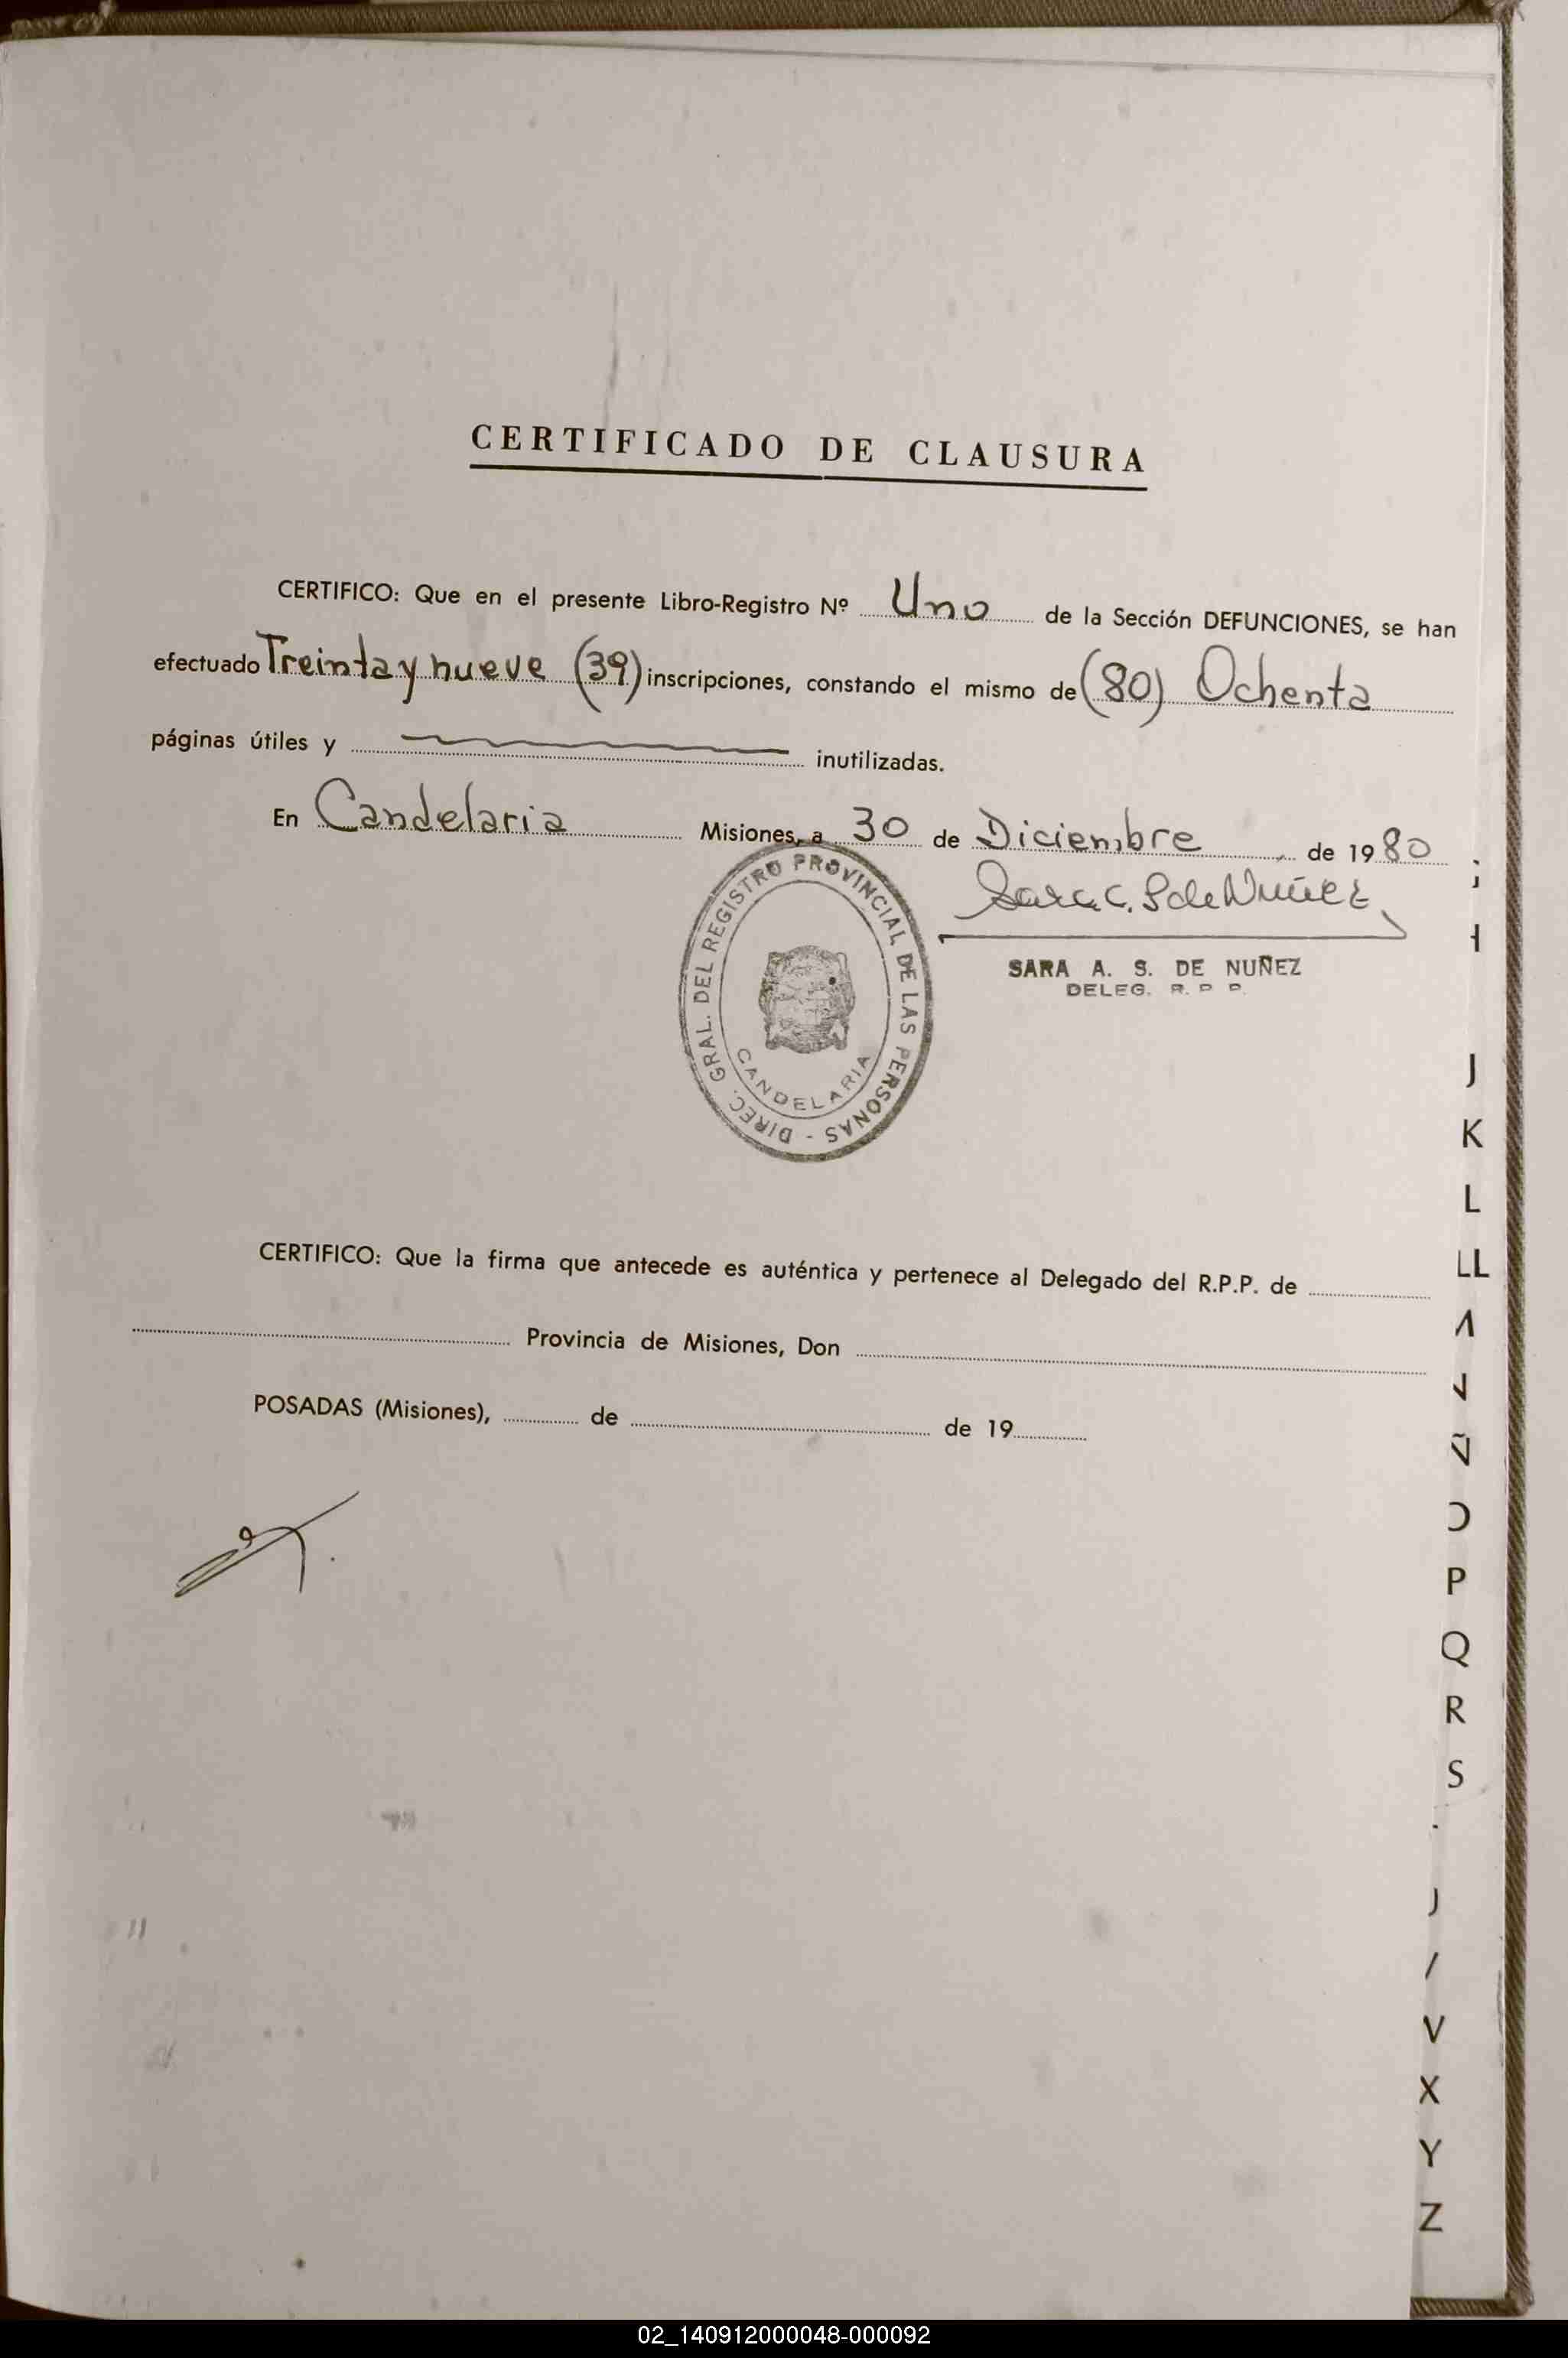 CERTIFICADO DE CLAUSURA
CERTIFICO: Que en el presente Libro-Registro Nº Uno de la Sección DEFUNCIONES, se han
efectuado Treinta y nueve (39) inscripciones, constando el mismo de (80) Ochenta
páginas útiles y inutilizadas.
En Candelaria Misiones, a 30 de Diciembre de 1980
de Nuñez
SARA A. S. DE NUÑEZ
DELEG. R. P. P.
DIREC. GRAL. DEL REGISTRO PROVINCIAL DE LAS PERSONAS -
CANDELARIA
CERTIFICO: Que la firma que antecede es auténtica y pertenece al Delegado del R.P.P. de
Provincia de Misiones, Don
POSADAS (Misiones), de de 19
J
K
L
LL
Ñ
P
Q
R
S
V
X
Y
Z
02_140912000048-000092